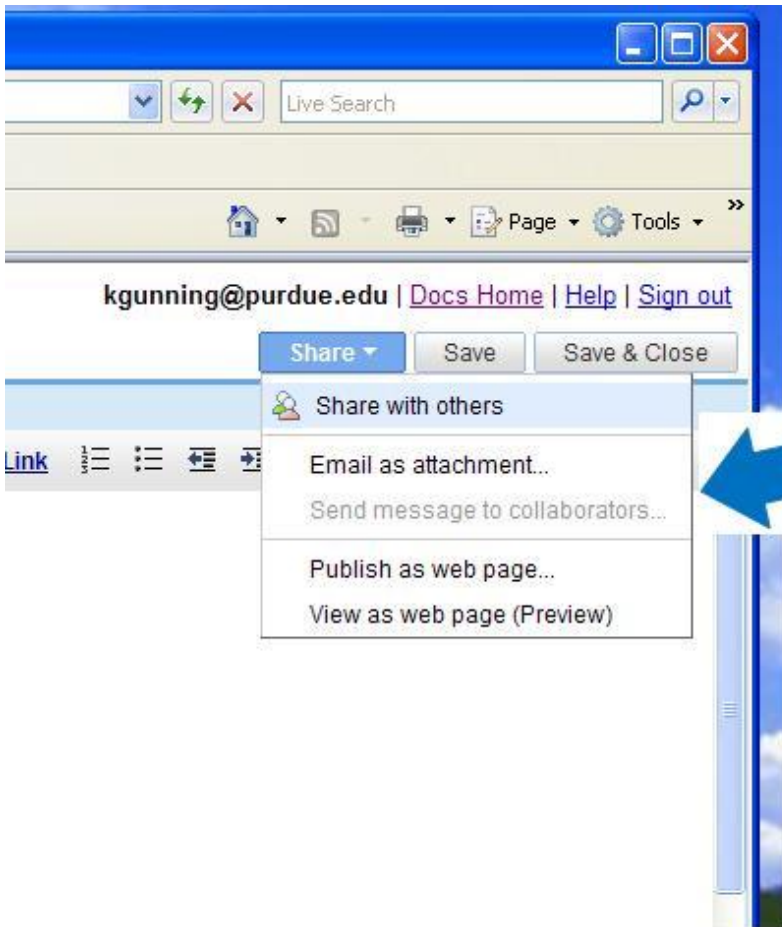 Live Search
Page Tools »
kgunning@purdue.edu | Docs Home | Help | Sign out
Share Save Save & Close
Share with others
Link
Email as attachment...
Send message to collaborators...
Publish as web page...
View as web page (Preview)